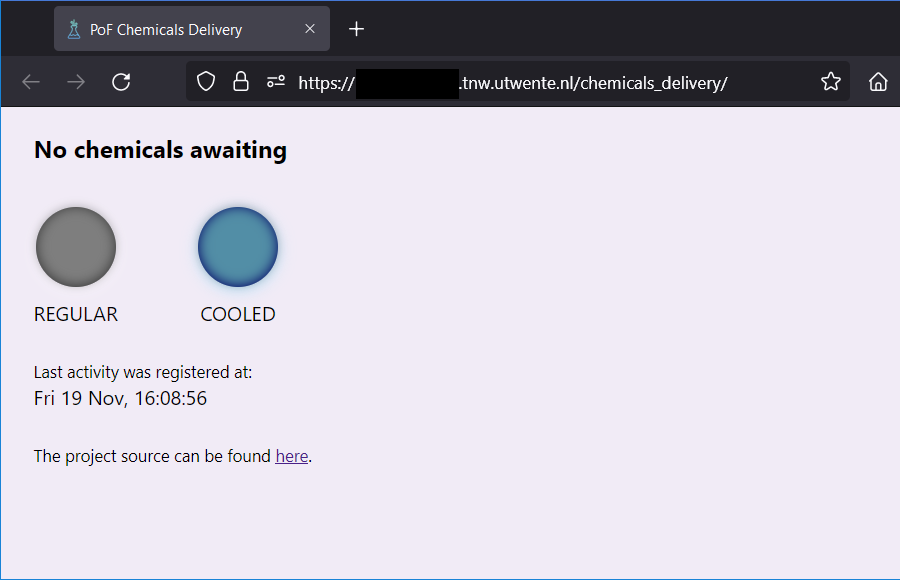 PoF Chemicals Delivery
https:// .tnw.utwente.nl/chemicals_delivery/
No chemicals awaiting
REGULAR COOLED
Last activity was registered at:
Fri 19 Nov, 16:08:56
The project source can be found here.